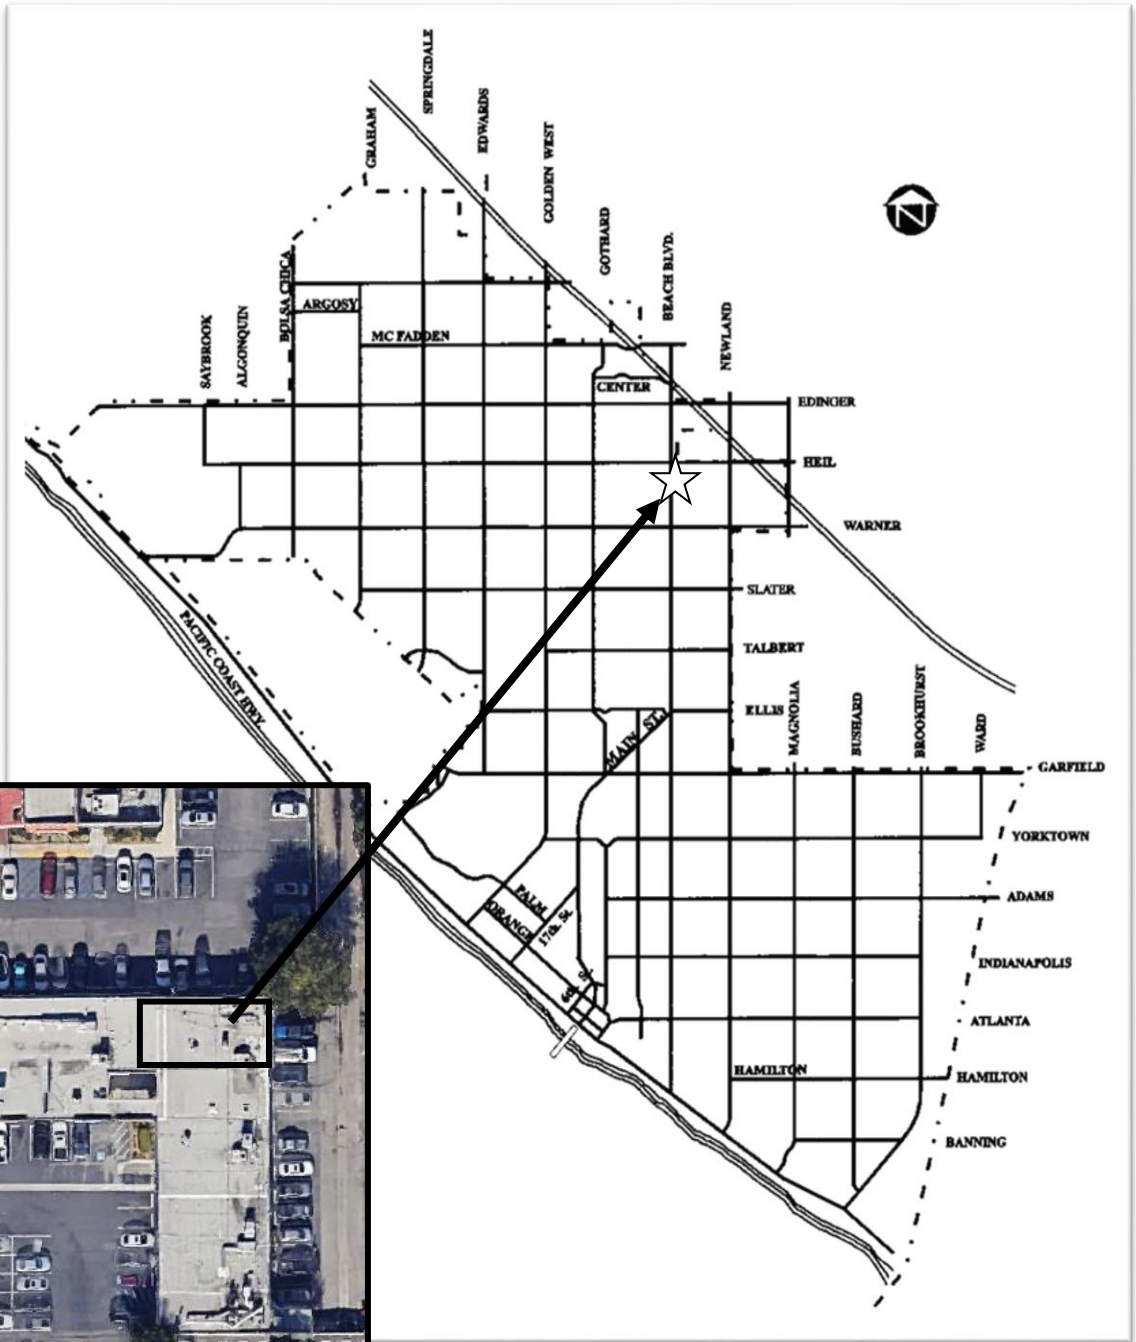 SPRINGDALE
EDWARDS
GRAHAM
GOLDEN WEST
GOTHARD
BEACH BLVD.
N
BOLSA CHICA
NEWLAND
ARGOSY
SAYBROOK
ALGONQUIN
MC FADDEN
CENTER
EDINGER
HEIL
WARNER
SLATER
PACIFIC COAST HWY.
TALBERT
MAGNOLIA
BUSHARD
BROOKHURST
WARD
ELLIS
MAIN ST.
GARFIELD
YORKTOWN
PALM
ORANGE
17th. St.
ADAMS
INDIANAPOLIS
6th St.
ATLANTA
HAMILTON
HAMILTON
BANNING